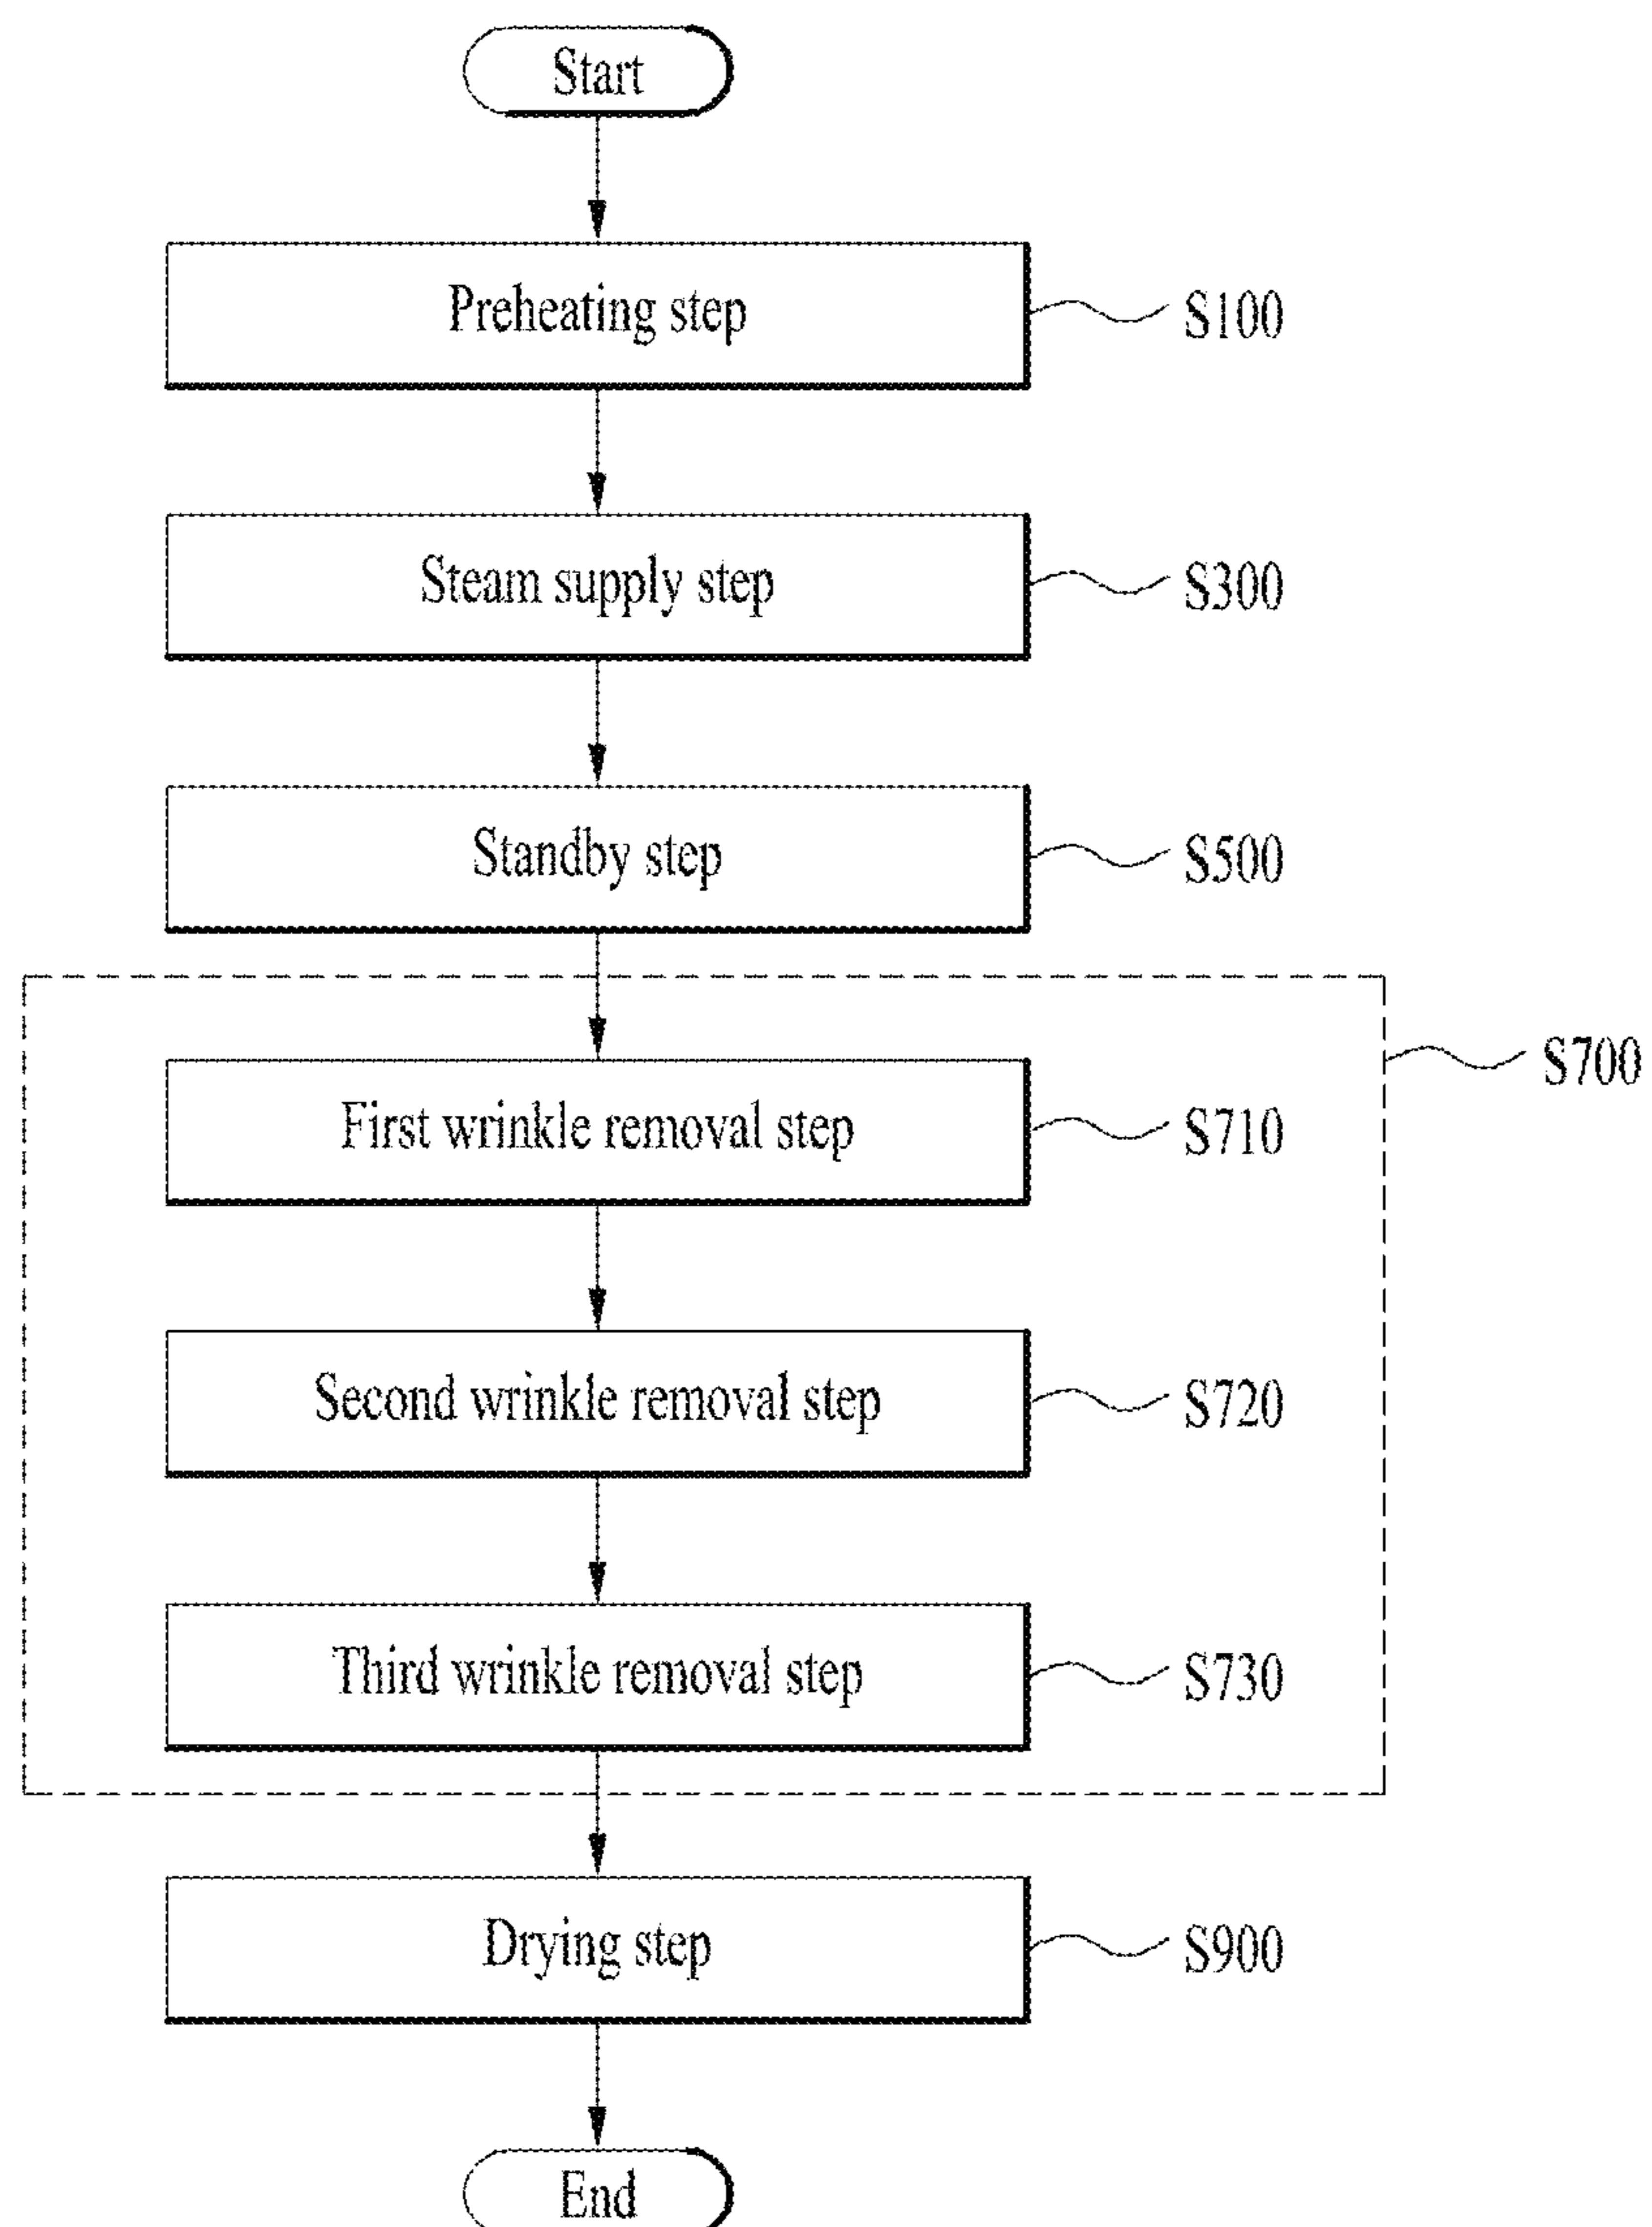 Start
Preheating step
S100
Steam supply step
S300
Standby step
S500
S700
First wrinkle removal step
S710
Second wrinkle removal step
S720
Third wrinkle removal step
S730
Drying step
S900
End